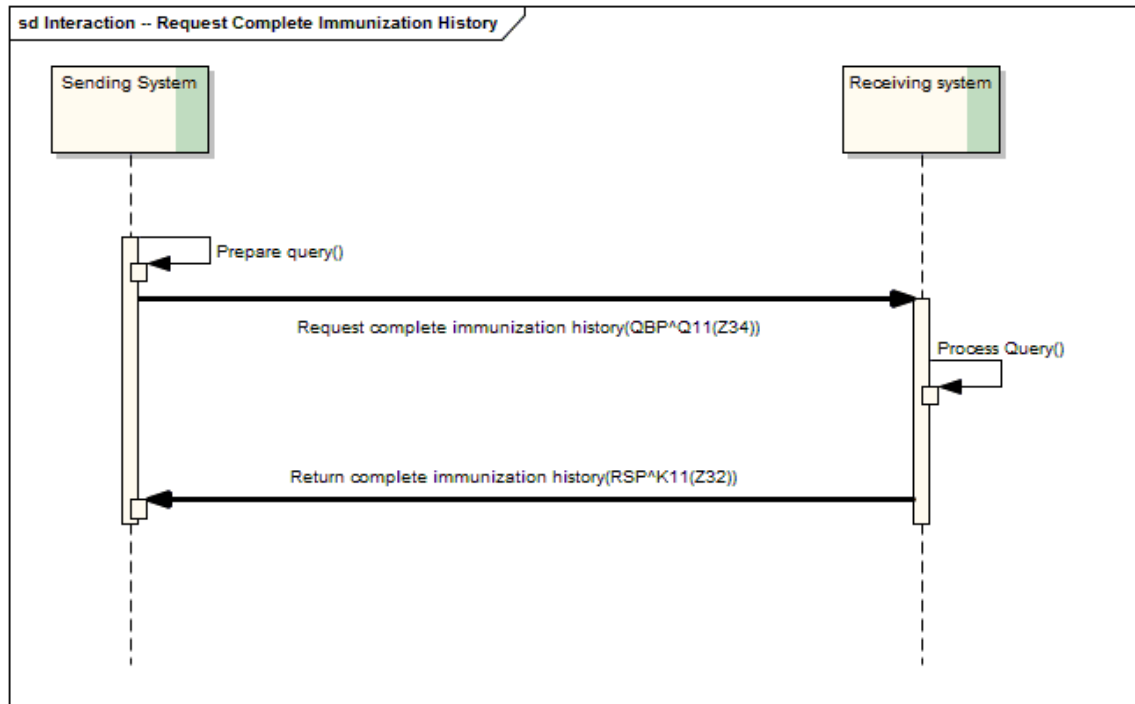 sd Interaction -- Request Complete Immunization History
Sending System
Receiving system
Prepare query()
Request complete immunization history(QBP^Q11(Z34))
Process Query()
Return complete immunization history(RSP^K11(Z32))